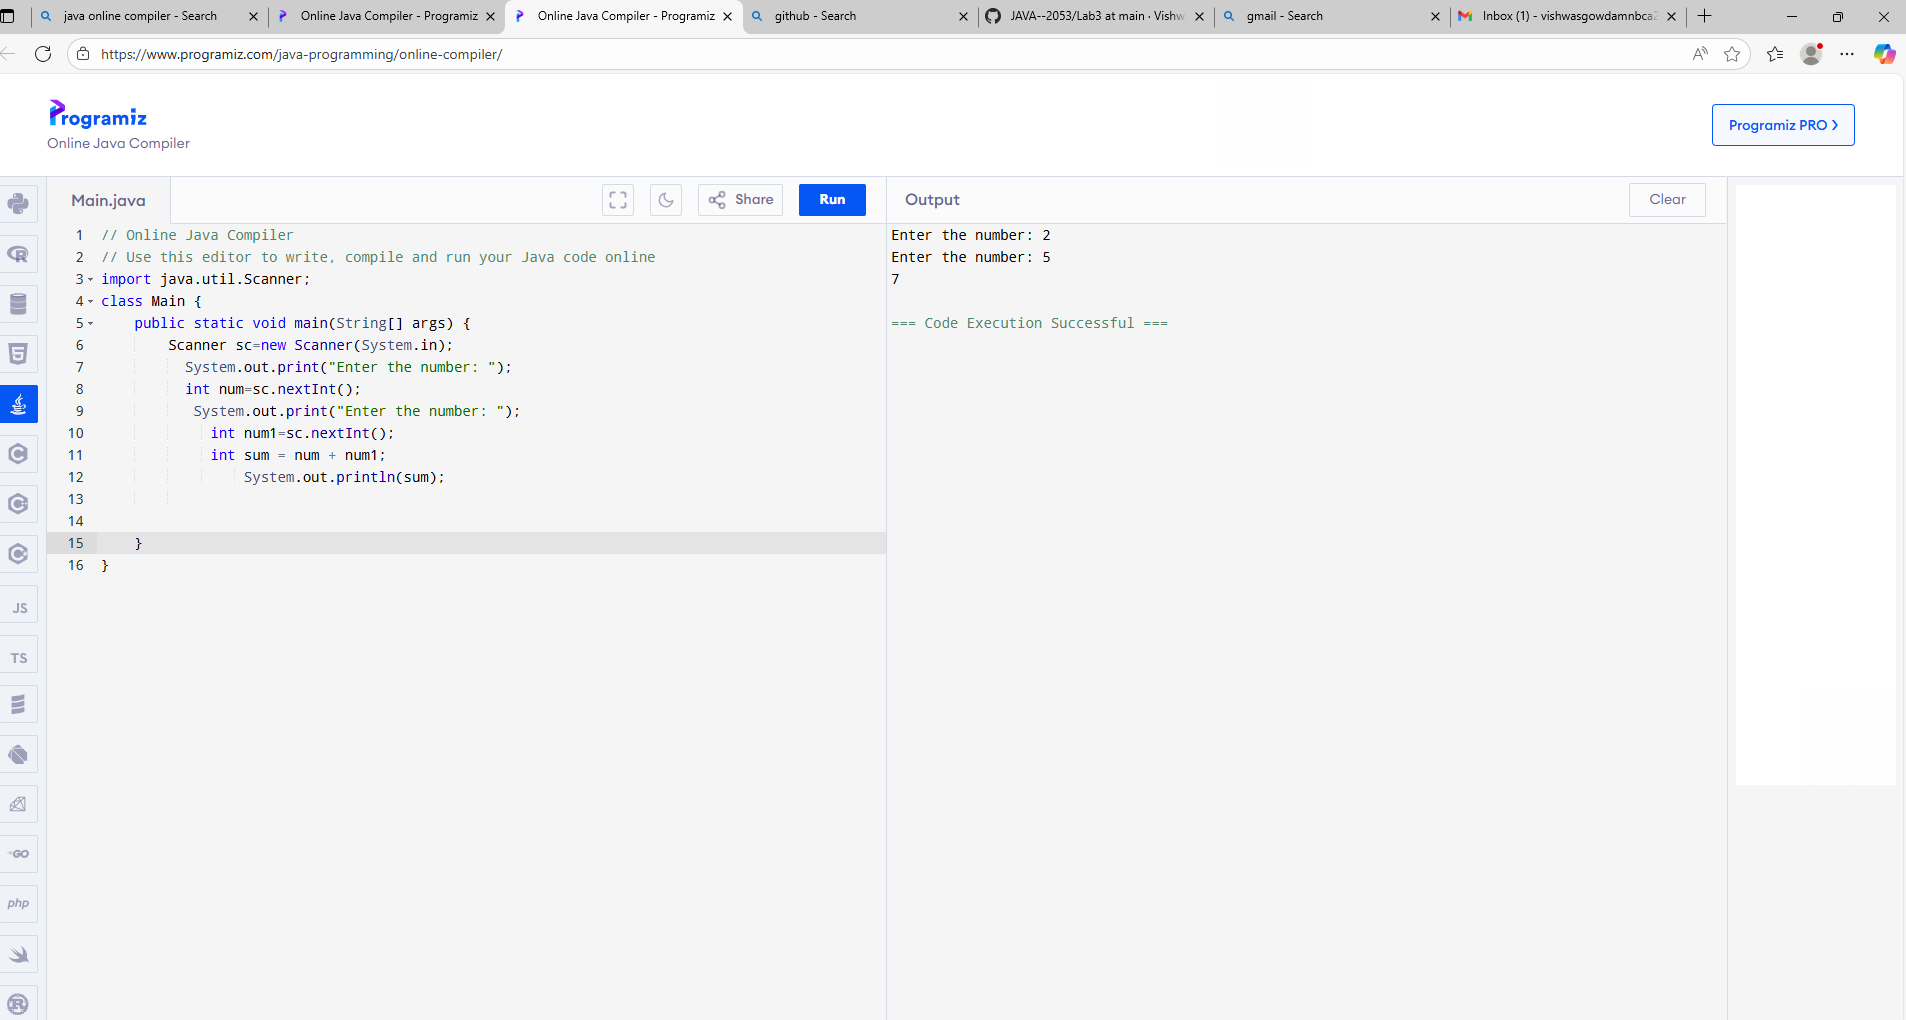 java online compiler - Search
Online Java Compiler - Programiz
Online Java Compiler - Programiz
github - Search
JAVA--2053/Lab3 at main · Vishw
gmail - Search
Inbox (1) - vishwasgowdamnbca2
https://www.programiz.com/java-programming/online-compiler/
Programiz
Online Java Compiler
Programiz PRO >
Main.java
Share
Run
Output
Clear
1 // Online Java Compiler
2 // Use this editor to write, compile and run your Java code online
3 import java.util.Scanner;
4 class Main {
5     public static void main(String[] args) {
6         Scanner sc=new Scanner(System.in);
7           System.out.print("Enter the number: ");
8           int num=sc.nextInt();
9            System.out.print("Enter the number: ");
10              int num1=sc.nextInt();
11              int sum = num + num1;
12                  System.out.println(sum);
13
14
15     }
16 }
Enter the number: 2
Enter the number: 5
7
=== Code Execution Successful ===
R
5
C
C
C
JS
TS
GO
php
R